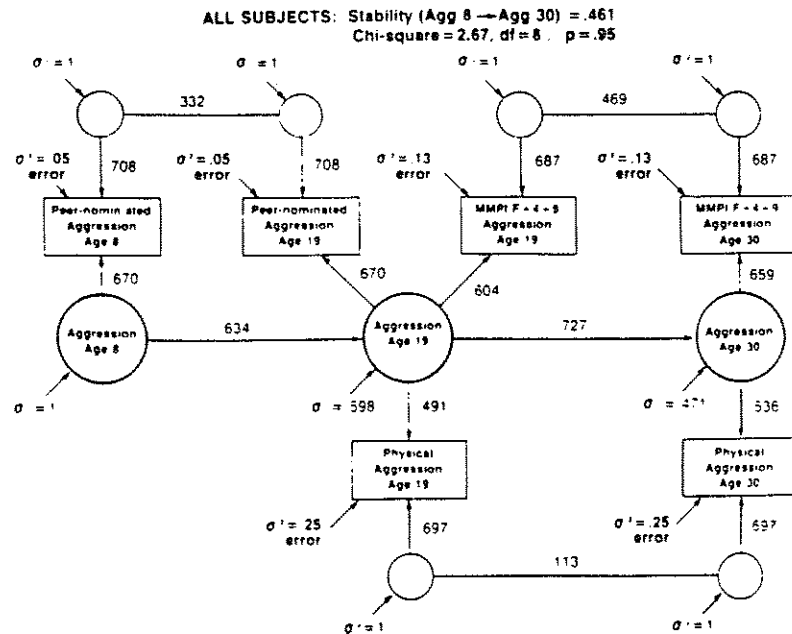 ALL SUBJECTS: Stability (Agg 8 → Agg 30) = .461
Chi-square = 2.67, df = 8 , p = .95
σ ' = 1
σ ' = 1
σ ' = 1
σ ' = 1
332
469
σ ' = .05
error
708
σ ' = .05
error
708
σ ' = .13
error
687
σ ' = .13
error
687
Peer-nominated
Aggression
Age 8
Peer-nominated
Aggression
Age 19
MMPI F + 4 + 9
Aggression
Age 19
MMPI F + 4 + 9
Aggression
Age 30
670
670
604
659
Aggression
Age 8
634
Aggression
Age 19
727
Aggression
Age 30
σ = 1
σ = 598
491
σ = 471
536
Physical
Aggression
Age 19
Physical
Aggression
Age 30
σ ' = 25
error
697
σ ' = .25
error
697
113
σ ' = 1
σ ' = 1